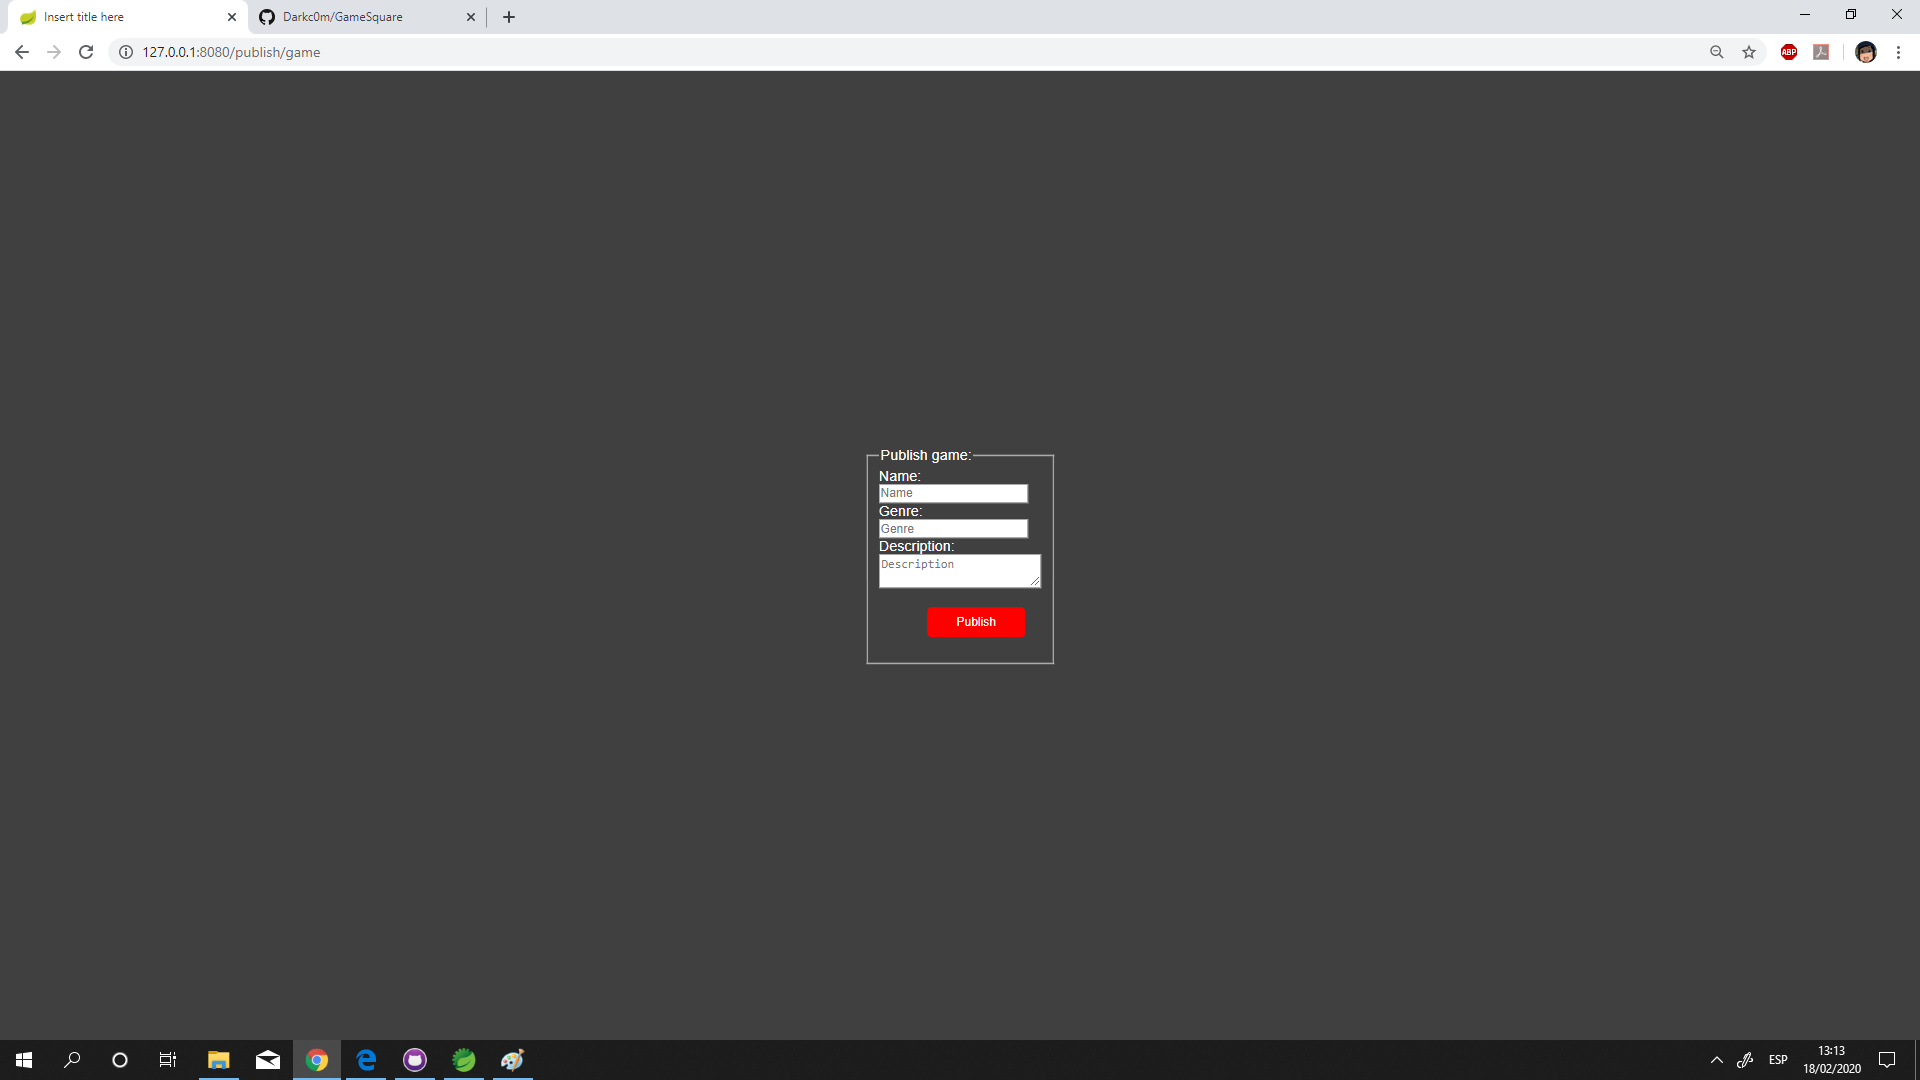 Insert title here
Darkc0m/GameSquare
127.0.0.1:8080/publish/game
ABP
Publish game:
Name:
Name
Genre:
Genre
Description:
Description
Publish
ESP
13:13
18/02/2020